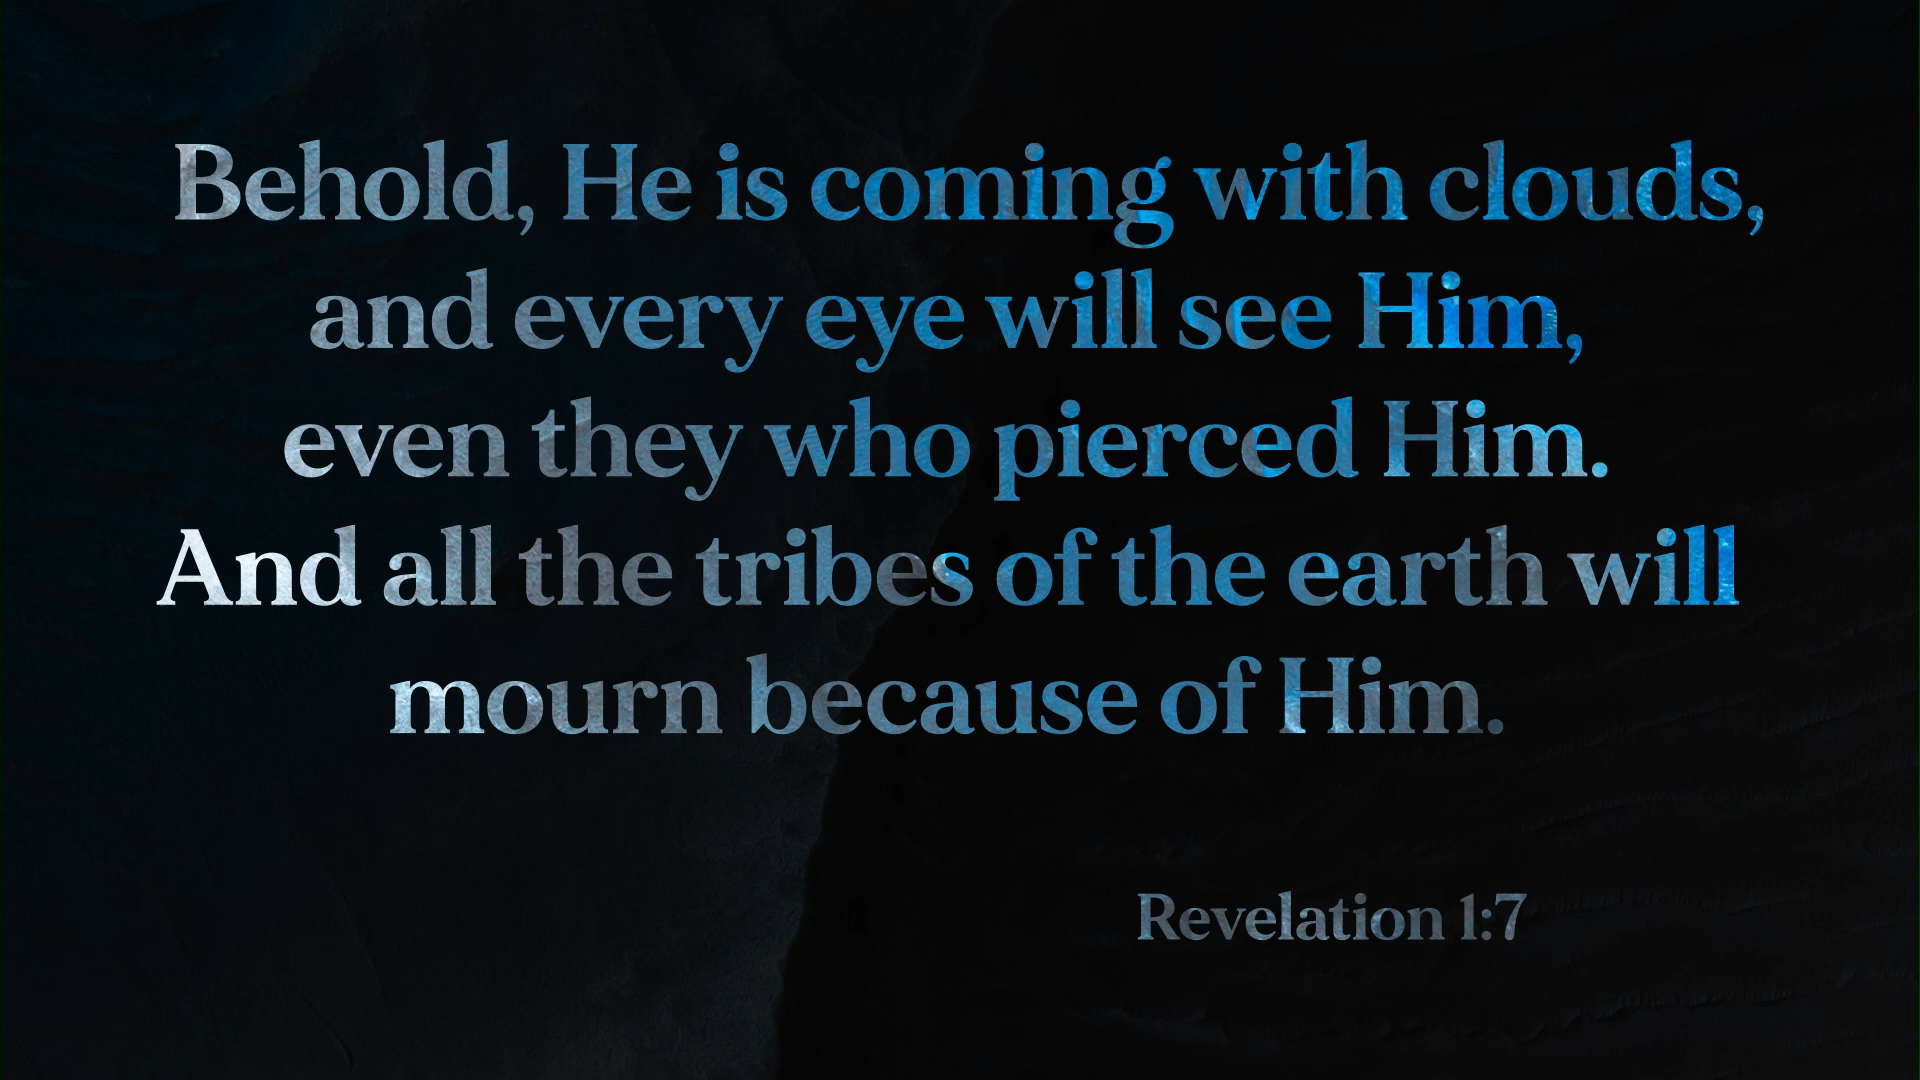 Behold, He is coming with clouds,
and every eye will see Him,
even they who pierced Him.
And all the tribes of the earth will
mourn because of Him.
Revelation 1:7